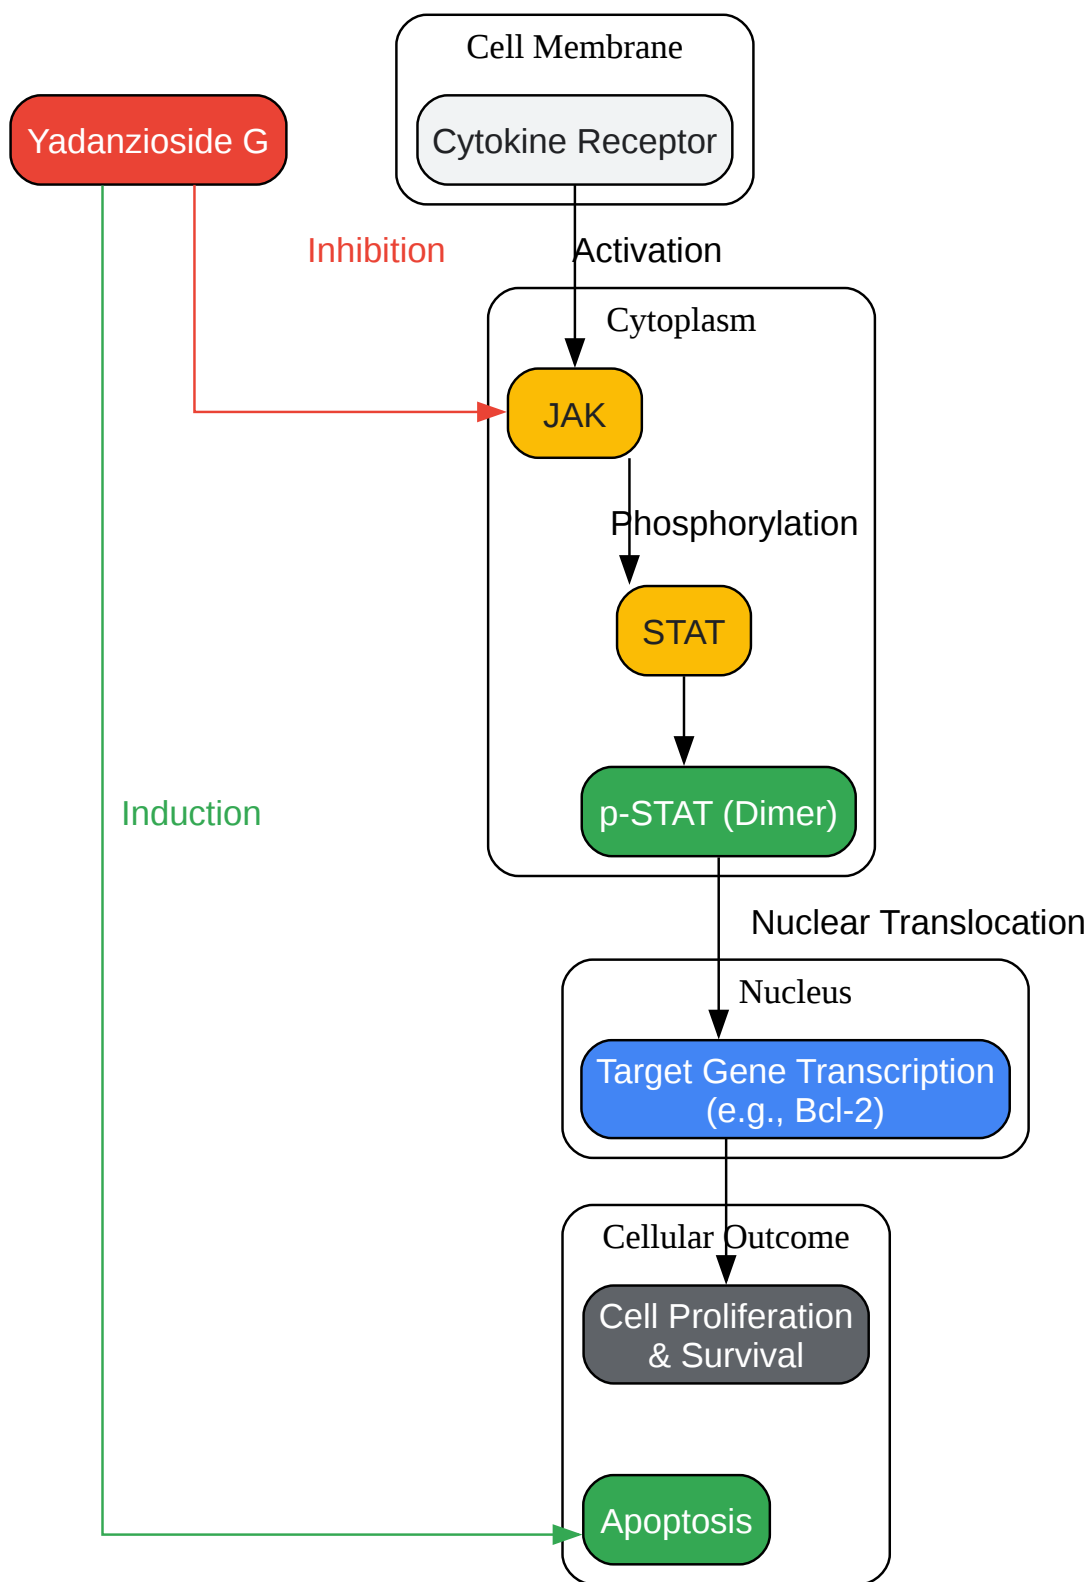 Cell Membrane
Yadanzioside G
Cytokine Receptor
Inhibition
Activation
Cytoplasm
JAK
Phosphorylation
STAT
Induction
p-STAT (Dimer)
Nuclear Translocation
Nucleus
Target Gene Transcription
(e.g., Bcl-2)
Cellular Outcome
Cell Proliferation
& Survival
Apoptosis